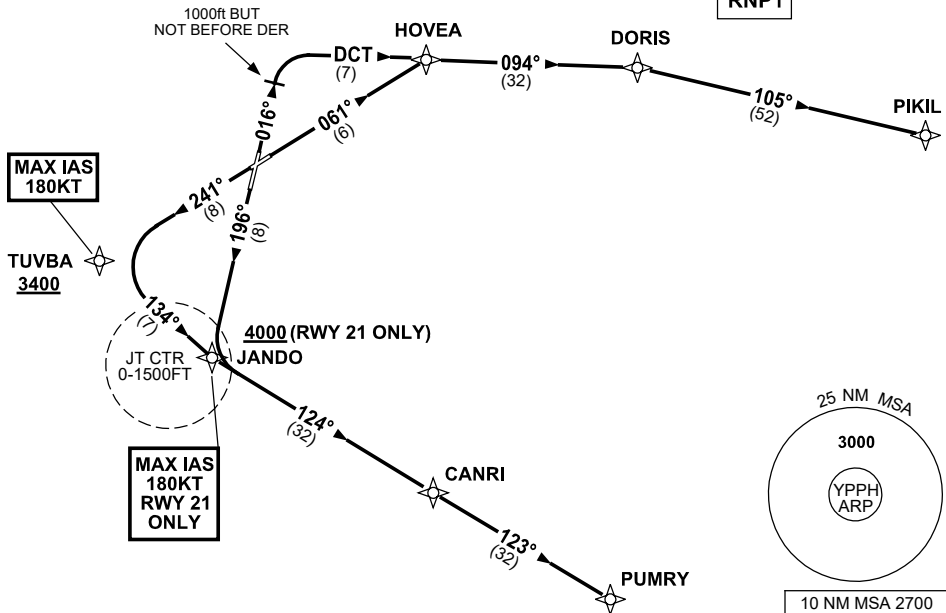 RNP1
1000ft BUT
NOT BEFORE DER
HOVEA
DORIS
PIKIL
DCT
(7)
094°
(32)
105°
(52)
016°
061°
(6)
MAX IAS
180KT
241°
(8)
196°
(8)
TUVBA
3400
134°
(7)
4000 (RWY 21 ONLY)
JANDO
JT CTR
0-1500FT
124°
(32)
MAX IAS
180KT
RWY 21
ONLY
CANRI
123°
(32)
PUMRY
25 NM MSA
3000
YPPH
ARP
10 NM MSA 2700